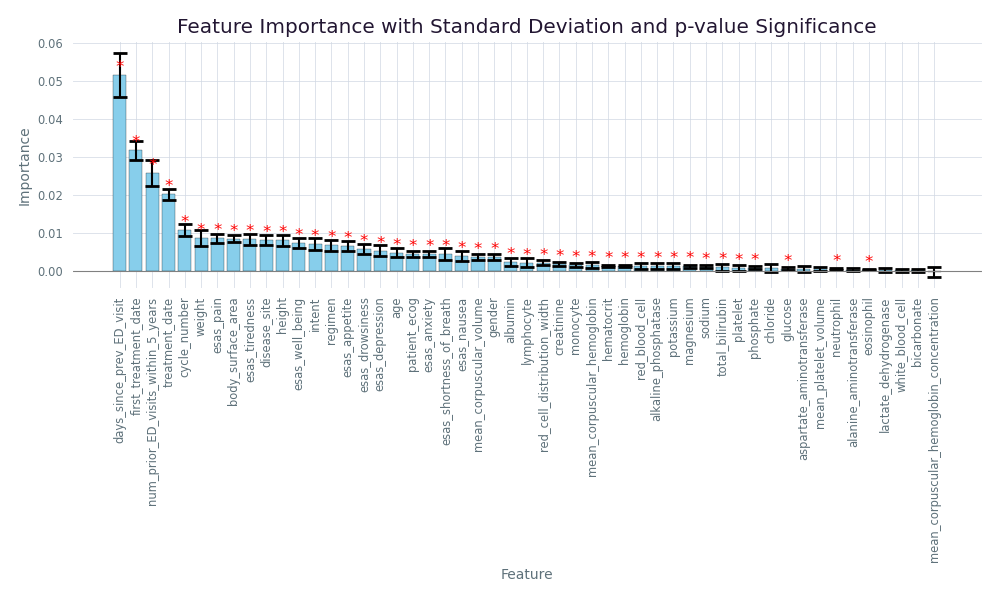 Feature Importance with Standard Deviation and p-value Significance
Importance
0.06
0.05
0.04
0.03
0.02
0.01
0.00
* * * * * * * * * * * * * * * * * * * * * * * * * * * * * * * * * * * * * * * * * * *
days_since_prev_ED_visit
first_treatment_date
num_prior_ED_visits_within_5_years
treatment_date
cycle_number
weight
esas_pain
body_surface_area
esas_tiredness
disease_site
height
esas_well_being
intent
regimen
esas_appetite
esas_drowsiness
esas_depression
age
patient_ecog
esas_anxiety
esas_shortness_of_breath
esas_nausea
mean_corpuscular_volume
gender
albumin
lymphocyte
red_cell_distribution_width
creatinine
monocyte
mean_corpuscular_hemoglobin
hematocrit
hemoglobin
red_blood_cell
alkaline_phosphatase
potassium
magnesium
sodium
total_bilirubin
platelet
phosphate
chloride
glucose
aspartate_aminotransferase
mean_platelet_volume
neutrophil
alanine_aminotransferase
eosinophil
lactate_dehydrogenase
white_blood_cell
bicarbonate
mean_corpuscular_hemoglobin_concentration
Feature